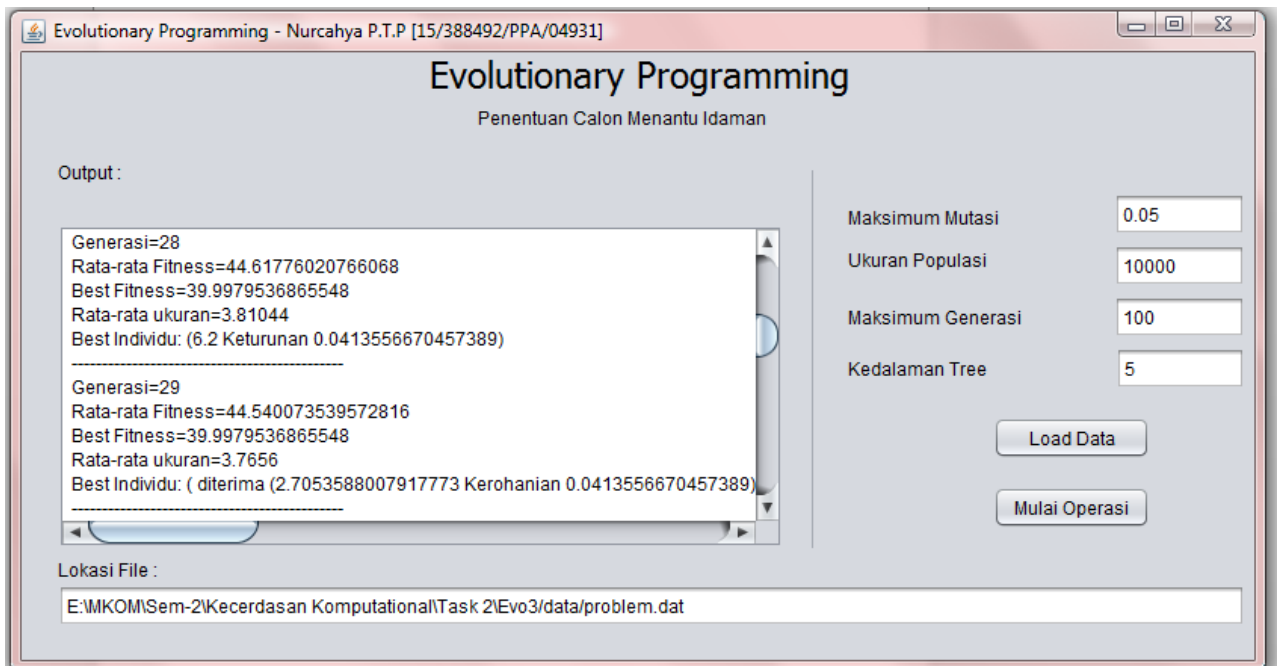 Evolutionary Programming - Nurcahya P.T.P [15/388492/PPA/04931]
Evolutionary Programming
Penentuan Calon Menantu Idaman
Output :
Generasi=28
Rata-rata Fitness=44.61776020766068
Best Fitness=39.9979536865548
Rata-rata ukuran=3.81044
Best Individu: (6.2 Keturunan 0.0413556670457389)
---------------------------------------------
Generasi=29
Rata-rata Fitness=44.540073539572816
Best Fitness=39.9979536865548
Rata-rata ukuran=3.7656
Best Individu: ( diterima (2.7053588007917773 Kerohanian 0.0413556670457389)
---------------------------------------------
Maksimum Mutasi 0.05
Ukuran Populasi 10000
Maksimum Generasi 100
Kedalaman Tree 5
Load Data
Mulai Operasi
Lokasi File :
E:\MKOM\Sem-2\Kecerdasan Komputational\Task 2\Evo3/data/problem.dat